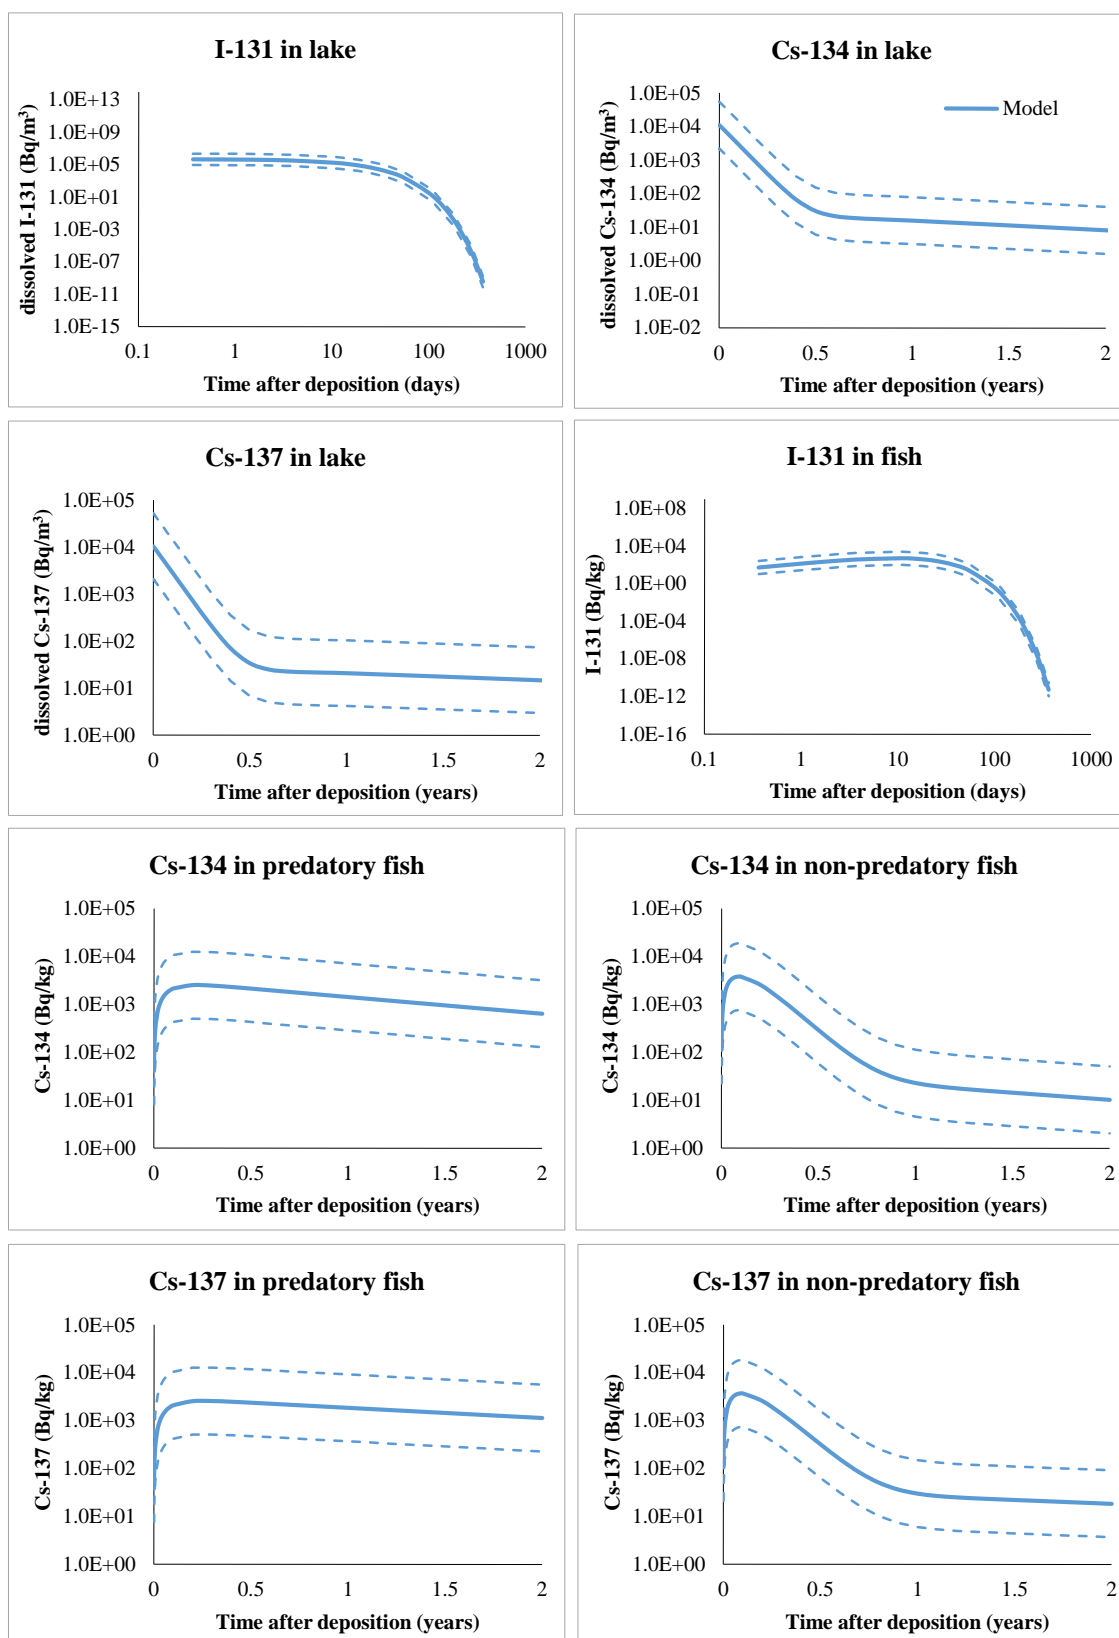 I-131 in lake
dissolved I-131 (Bq/m³)
1.0E+13
1.0E+09
1.0E+05
1.0E+01
1.0E-03
1.0E-07
1.0E-11
1.0E-15
0.1 1 10 100 1000
Time after deposition (days)
Cs-134 in lake
dissolved Cs-134 (Bq/m³)
1.0E+05
1.0E+04
1.0E+03
1.0E+02
1.0E+01
1.0E+00
1.0E-01
1.0E-02
Model
0 0.5 1 1.5 2
Time after deposition (years)
Cs-137 in lake
dissolved Cs-137 (Bq/m³)
1.0E+05
1.0E+04
1.0E+03
1.0E+02
1.0E+01
1.0E+00
0 0.5 1 1.5 2
Time after deposition (years)
I-131 in fish
I-131 (Bq/kg)
1.0E+08
1.0E+04
1.0E+00
1.0E-04
1.0E-08
1.0E-12
1.0E-16
0.1 1 10 100 1000
Time after deposition (days)
Cs-134 in predatory fish
Cs-134 (Bq/kg)
1.0E+05
1.0E+04
1.0E+03
1.0E+02
1.0E+01
1.0E+00
0 0.5 1 1.5 2
Time after deposition (years)
Cs-134 in non-predatory fish
Cs-134 (Bq/kg)
1.0E+05
1.0E+04
1.0E+03
1.0E+02
1.0E+01
1.0E+00
0 0.5 1 1.5 2
Time after deposition (years)
Cs-137 in predatory fish
Cs-137 (Bq/kg)
1.0E+05
1.0E+04
1.0E+03
1.0E+02
1.0E+01
1.0E+00
0 0.5 1 1.5 2
Time after deposition (years)
Cs-137 in non-predatory fish
Cs-137 (Bq/kg)
1.0E+05
1.0E+04
1.0E+03
1.0E+02
1.0E+01
1.0E+00
0 0.5 1 1.5 2
Time after deposition (years)